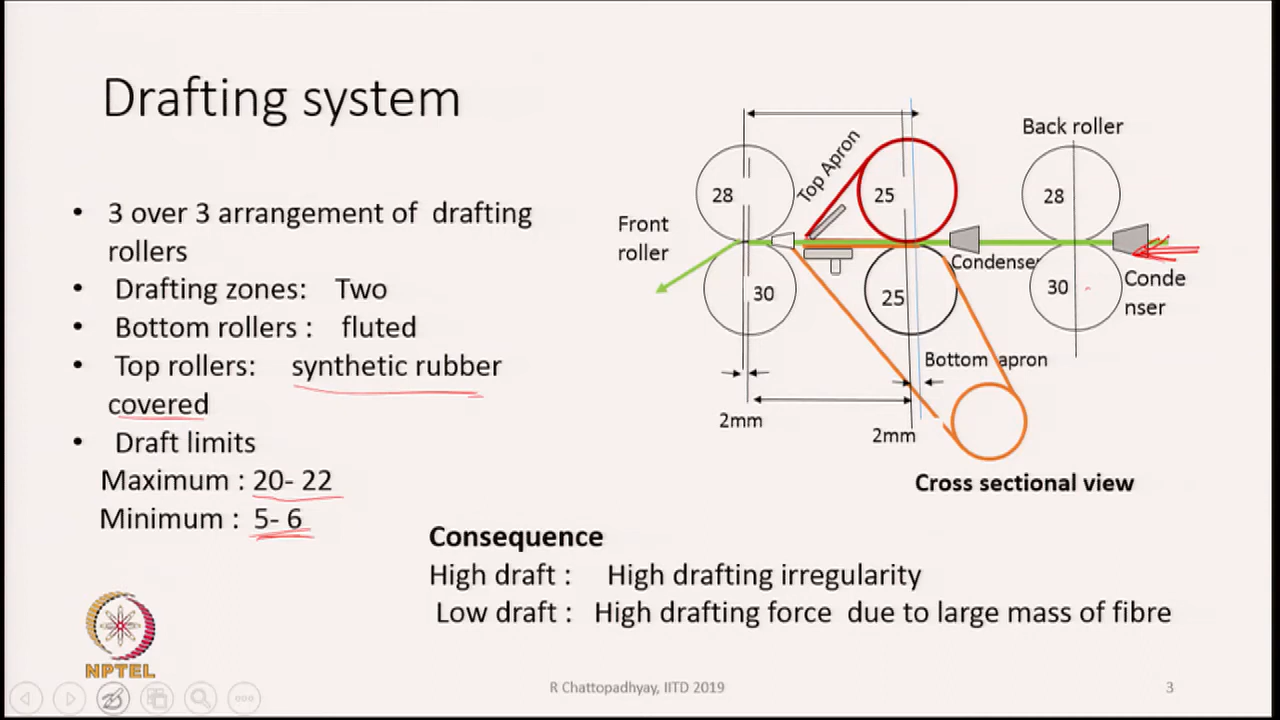 Drafting system
• 3 over 3 arrangement of drafting
rollers
• Drafting zones: Two
• Bottom rollers : fluted
• Top rollers: synthetic rubber
covered
• Draft limits
Maximum : 20- 22
Minimum : 5- 6
Back roller
Top Apron
28
25
28
Front
roller
Condenser
Conde
nser
30
25
30
Bottom apron
2mm
2mm
Cross sectional view
Consequence
High draft : High drafting irregularity
Low draft : High drafting force due to large mass of fibre
NPTEL
R Chattopadhyay, IITD 2019
3